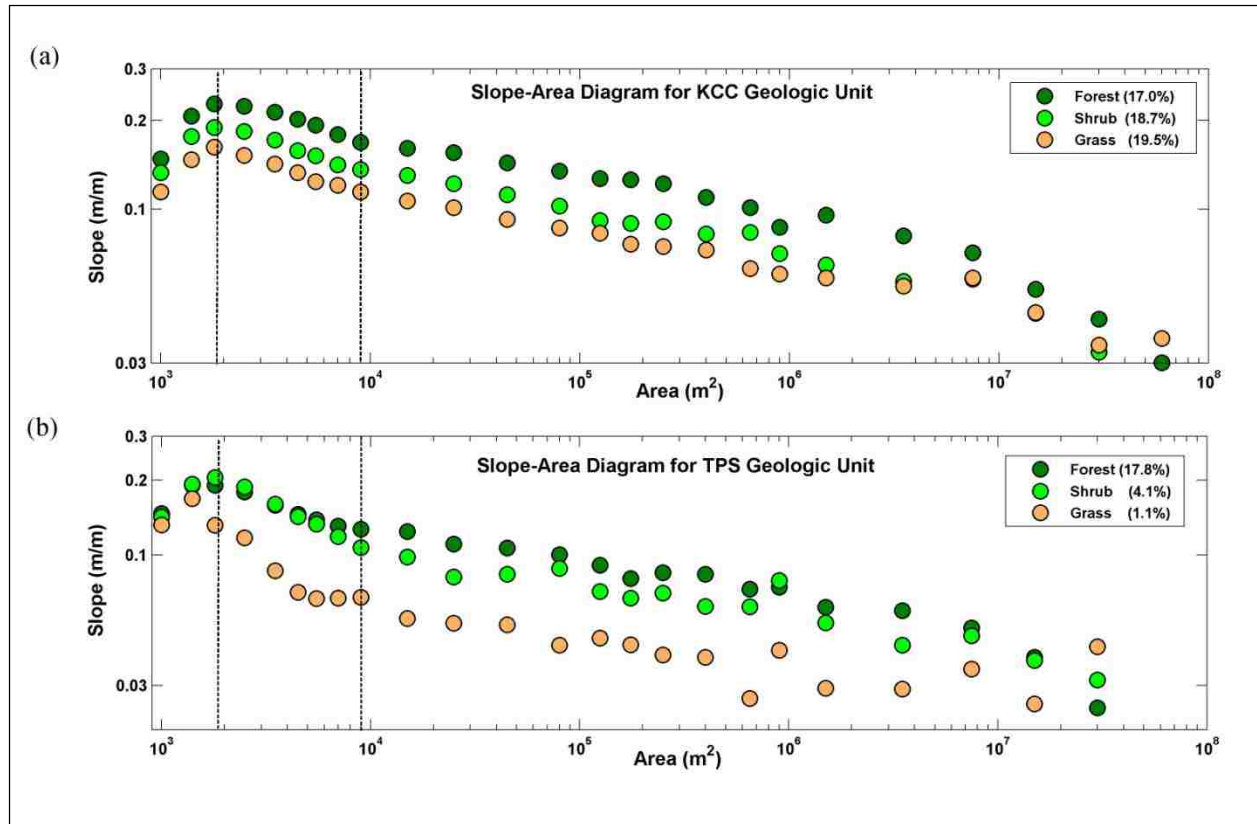 (a)
Slope-Area Diagram for KCC Geologic Unit
Forest (17.0%)
Shrub (18.7%)
Grass (19.5%)
0.3
0.2
0.1
0.03
Slope (m/m)
10³ 10⁴ 10⁵ 10⁶ 10⁷ 10⁸
Area (m²)
(b)
Slope-Area Diagram for TPS Geologic Unit
Forest (17.8%)
Shrub (4.1%)
Grass (1.1%)
0.3
0.2
0.1
0.03
Slope (m/m)
10³ 10⁴ 10⁵ 10⁶ 10⁷ 10⁸
Area (m²)